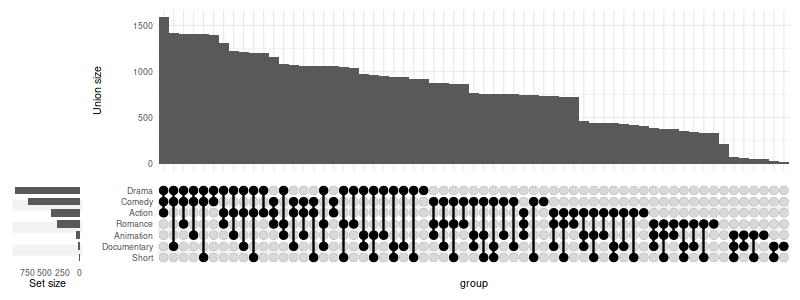 1500
1000
500
0
Union size
Drama
Comedy
Action
Romance
Animation
Documentary
Short
750 500 250 0
Set size
group